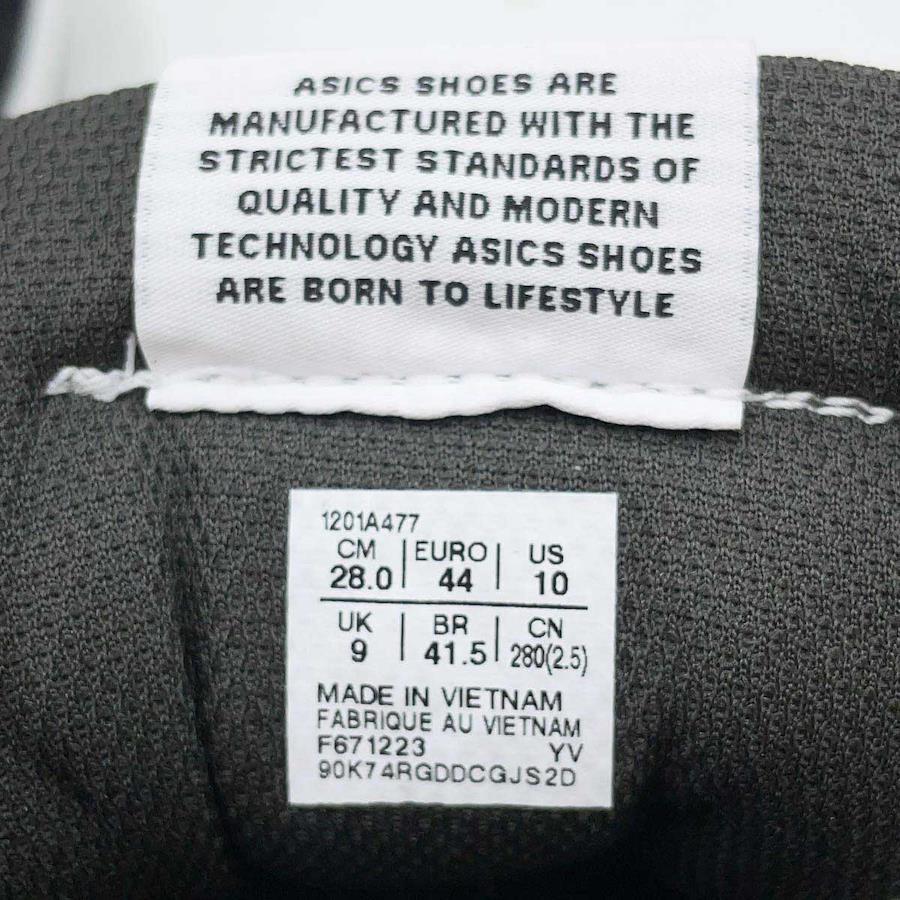 ASICS SHOES ARE
MANUFACTURED WITH THE
STRICTEST STANDARDS OF
QUALITY AND MODERN
TECHNOLOGY ASICS SHOES
ARE BORN TO LIFESTYLE
1201A477
CM | EURO | US
28.0 | 44 | 10
UK | BR | CN
9 | 41.5 | 280(2.5)
MADE IN VIETNAM
FABRIQUE AU VIETNAM
F671223 YV
90K74RGDDCGJS2D